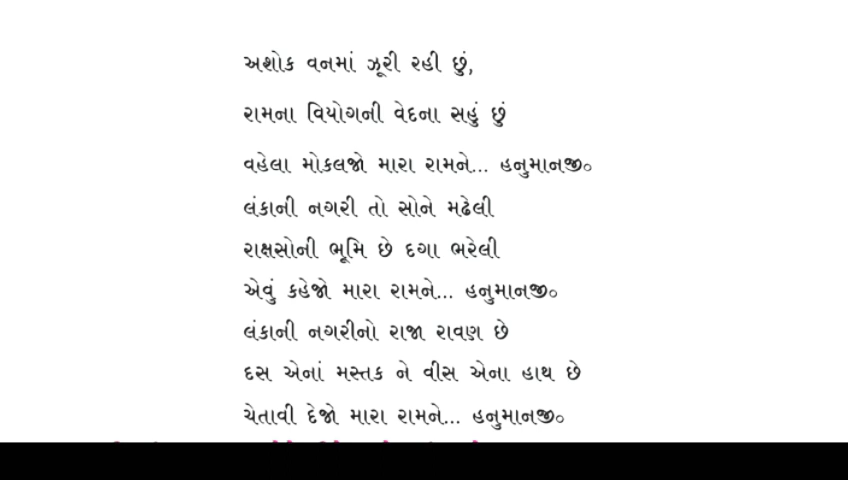 અશોક વનમાં ઝૂરી રહી છું,
રામના વિયોગની વેદના સહું છું
વહેલા મોકલજો મારા રામને... હનુમાનજી૦
લંકાની નગરી તો સોને મઢેલી
રાક્ષસોની ભૂમિ છે દગા ભરેલી
એવું કહેજો મારા રામને... હનુમાનજી૦
લંકાની નગરીનો રાજા રાવણ છે
દસ એનાં મસ્તક ને વીસ એના હાથ છે
ચેતાવી દેજો મારા રામને... હનુમાનજી૦